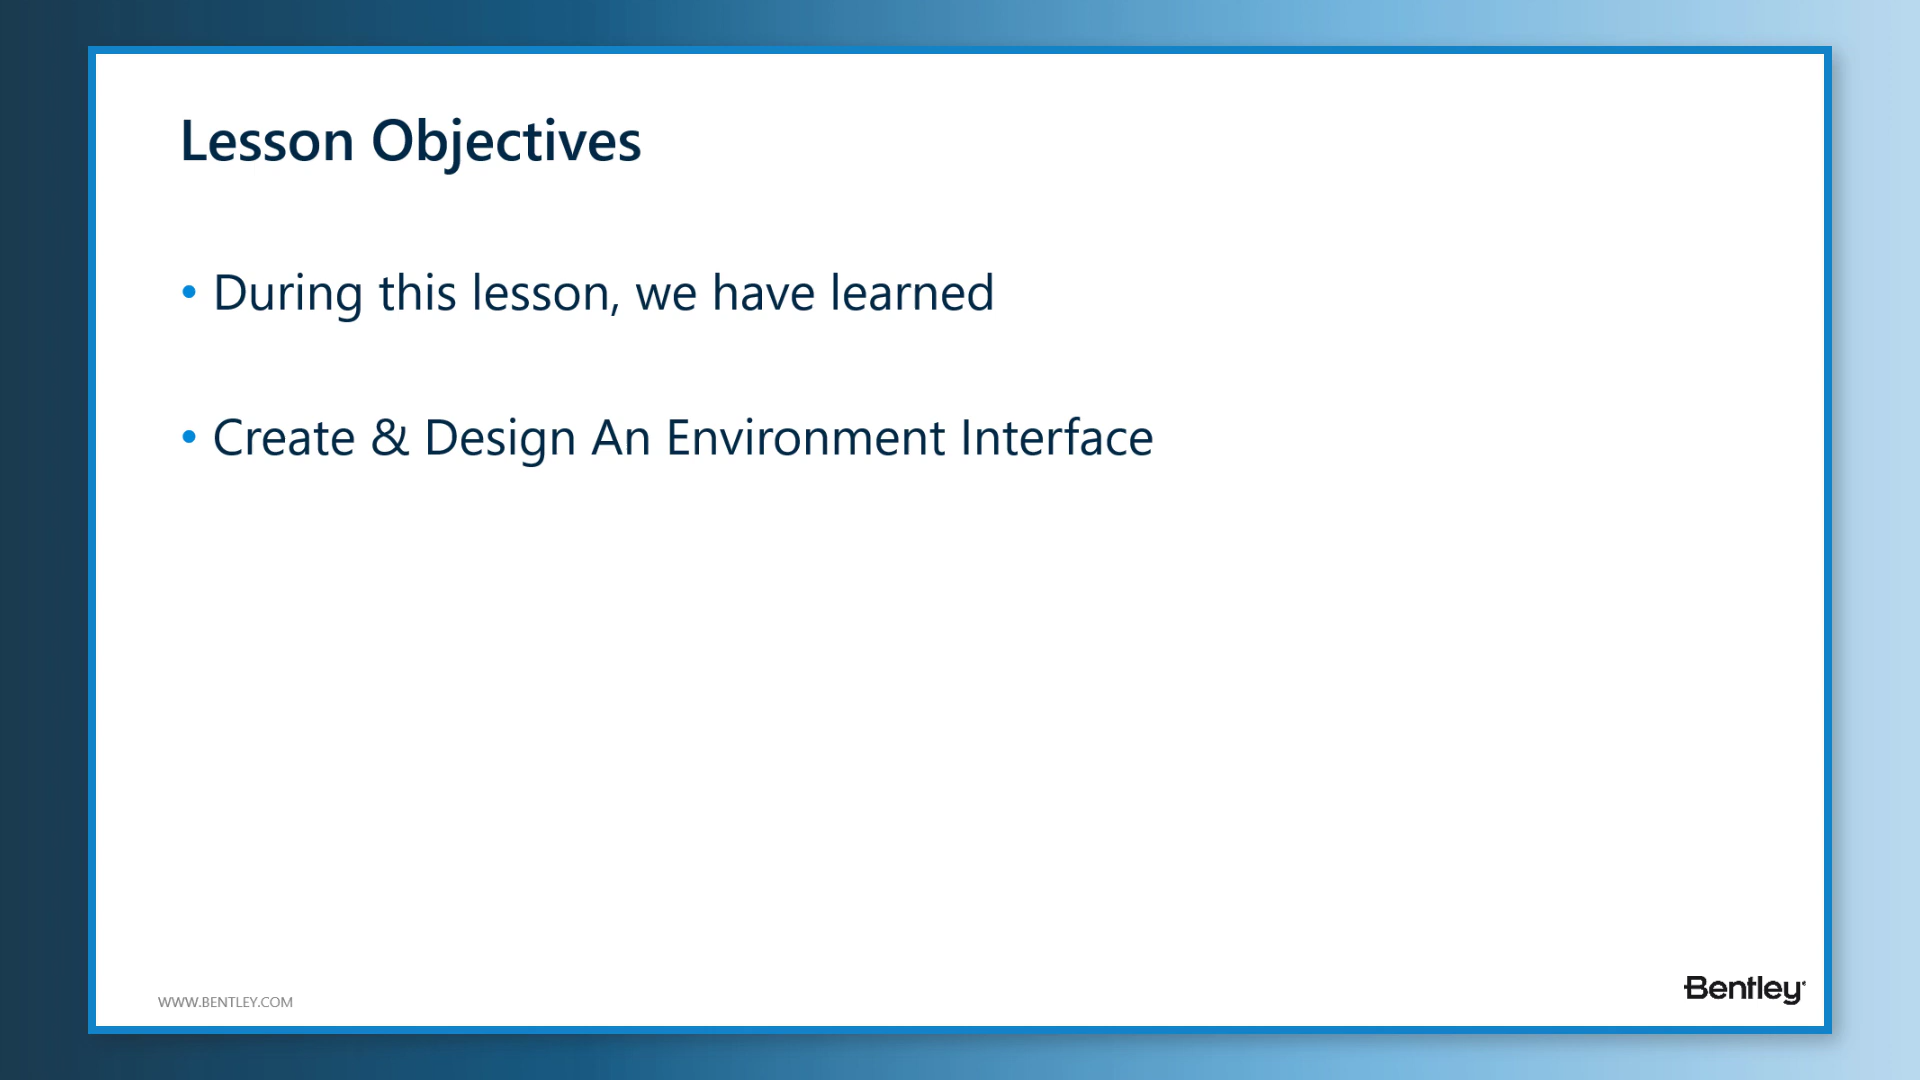 Lesson Objectives
• During this lesson, we have learned
• Create & Design An Environment Interface
WWW.BENTLEY.COM
Bentley